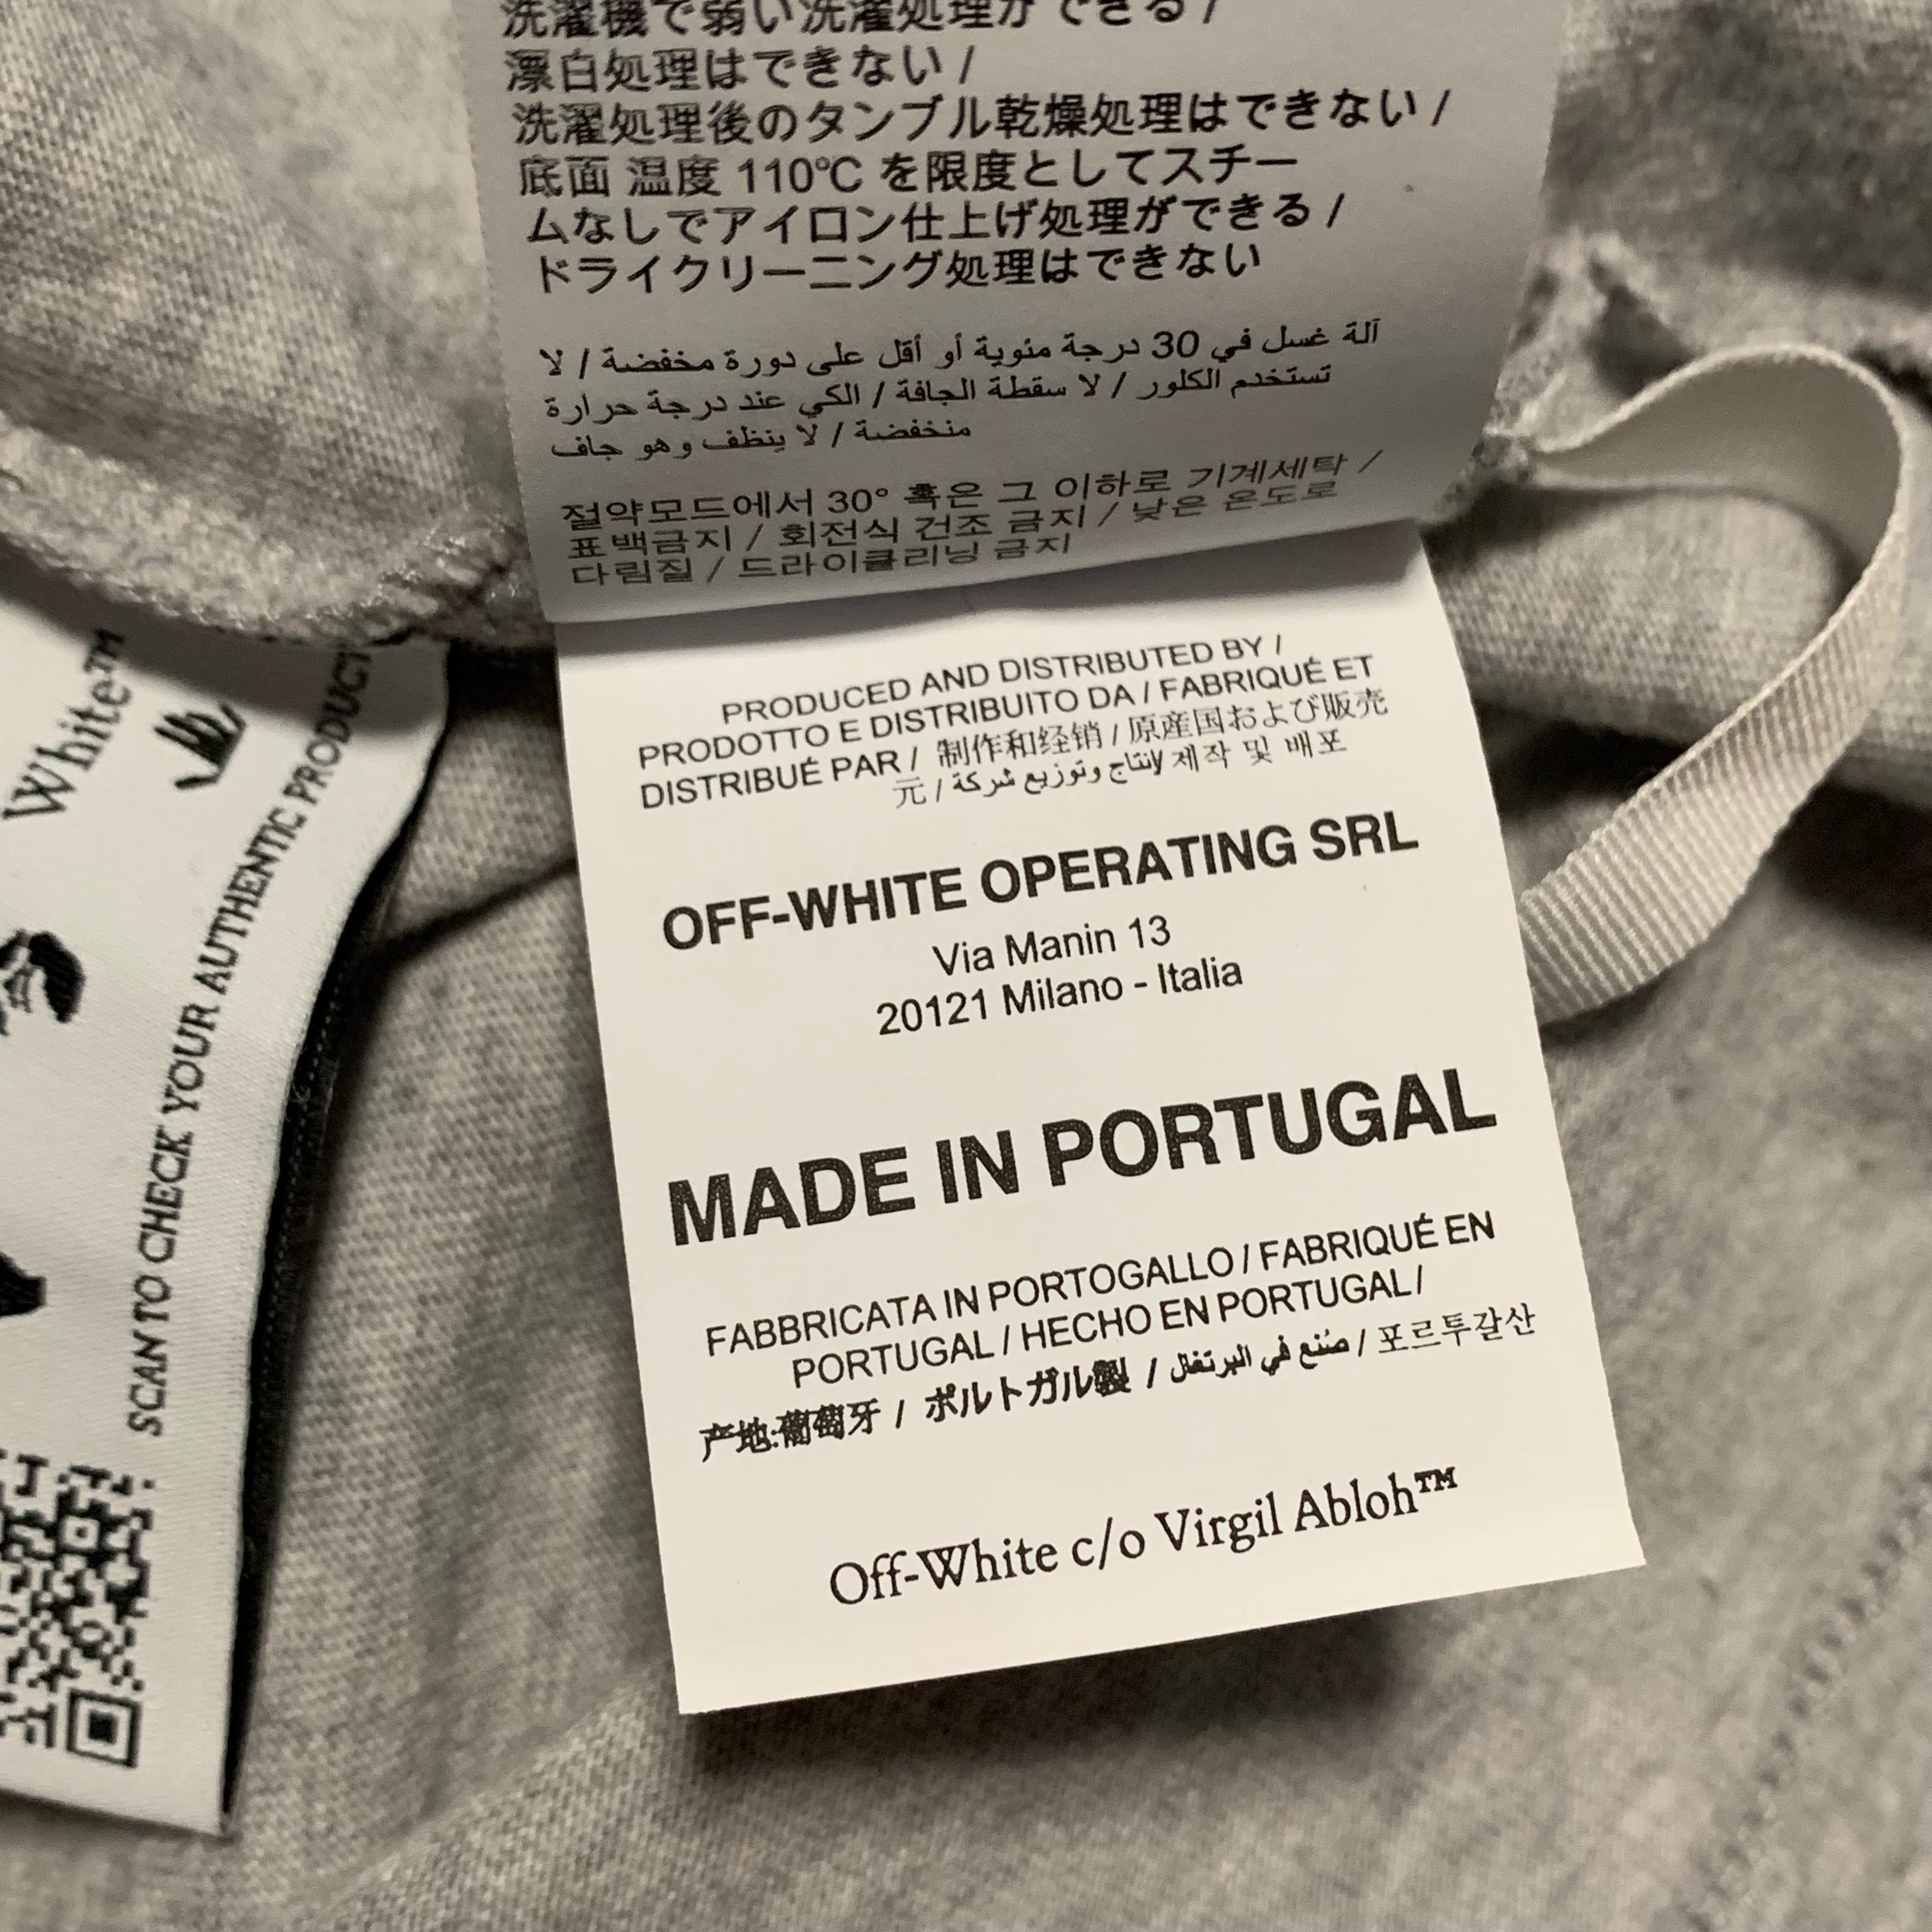 洗濯機で弱い洗濯処理ができる /
漂白処理はできない /
洗濯処理後のタンブル乾燥処理はできない /
底面 温度 110℃ を限度としてスチー
ムなしでアイロン仕上げ処理ができる /
ドライクリーニング処理はできない
آلة غسل في 30 درجة مئوية أو أقل على دورة مخفضة / لا
تستخدم الكلور / لا سقطة الجافة / الكي عند درجة حرارة
منخفضة / لا ينظف وهو جاف
절약모드에서 30° 혹은 그 이하로 기계세탁 /
표백금지 / 회전식 건조 금지 / 낮은 온도로
다림질 / 드라이클리닝 금지
PRODUCED AND DISTRIBUTED BY /
PRODOTTO E DISTRIBUITO DA / FABRIQUÉ ET
DISTRIBUÉ PAR / 制作和经销 / 原産国および販売
元 / إنتاج وتوزيع شركة/ 제작 및 배포
OFF-WHITE OPERATING SRL
Via Manin 13
20121 Milano - Italia
MADE IN PORTUGAL
FABBRICATA IN PORTOGALLO / FABRIQUÉ EN
PORTUGAL / HECHO EN PORTUGAL /
产地:葡萄牙 / ポルトガル製 / صُنع في البرتغال / 포르투갈산
Off-White c/o Virgil Abloh™
White™
SCAN TO CHECK YOUR AUTHENTIC PRODUCT